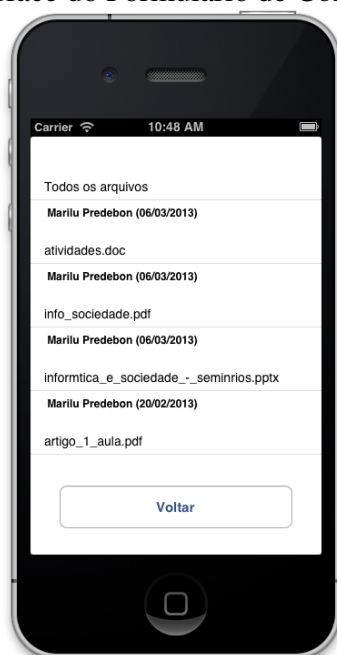 Carrier 10:48 AM
Todos os arquivos
Marilu Predebon (06/03/2013)
atividades.doc
Marilu Predebon (06/03/2013)
info_sociedade.pdf
Marilu Predebon (06/03/2013)
informtica_e_sociedade_-_seminrios.pptx
Marilu Predebon (20/02/2013)
artigo_1_aula.pdf
Voltar